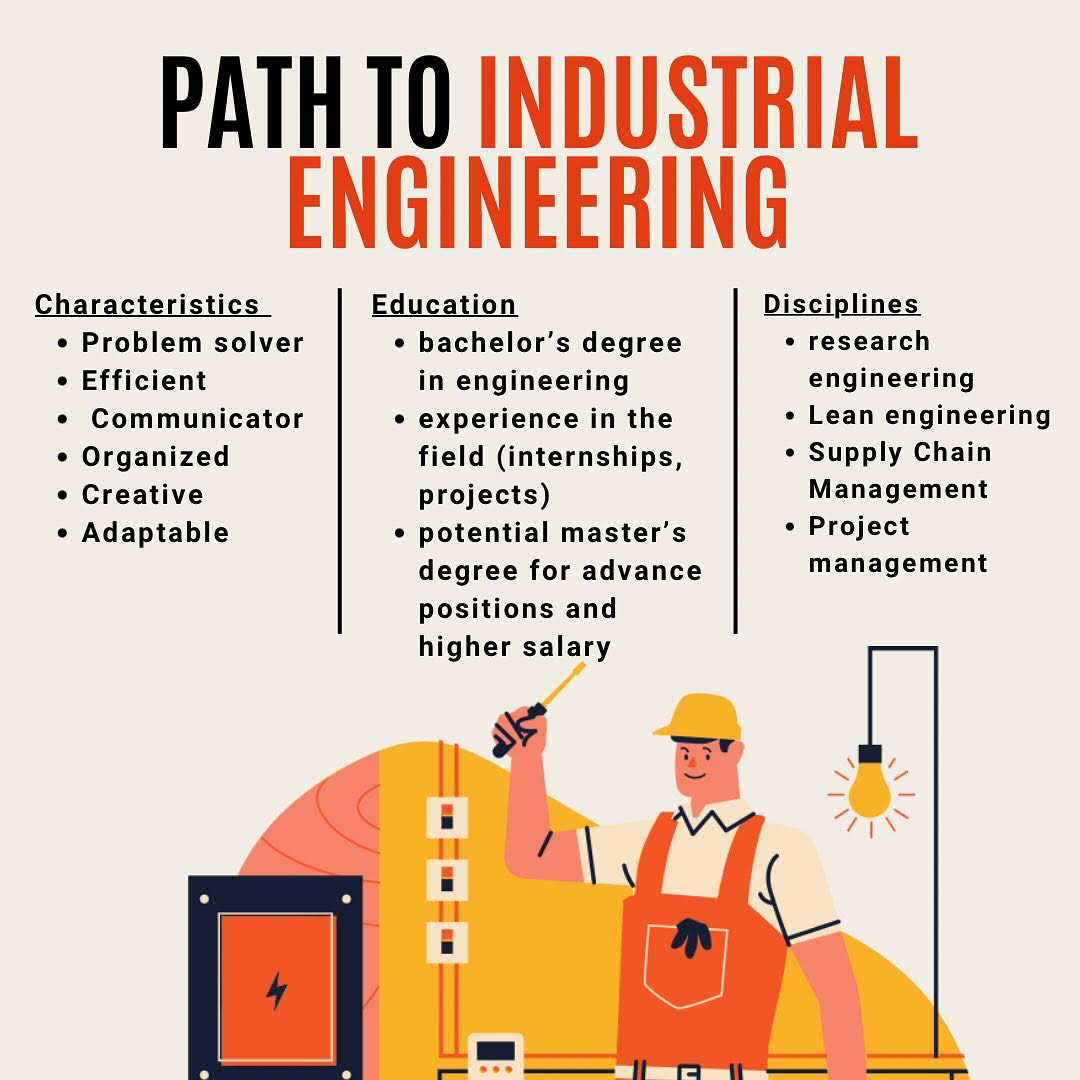 PATH TO INDUSTRIAL
ENGINEERING
Characteristics
• Problem solver
• Efficient
• Communicator
• Organized
• Creative
• Adaptable
Education
• bachelor’s degree
in engineering
• experience in the
field (internships,
projects)
• potential master’s
degree for advance
positions and
higher salary
Disciplines
• research
engineering
• Lean engineering
• Supply Chain
Management
• Project
management